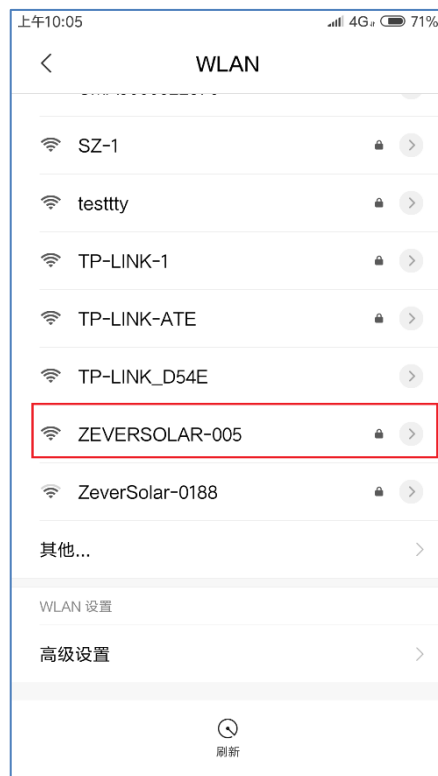 上午10:05 4G 71%
WLAN
SZ-1
testtty
TP-LINK-1
TP-LINK-ATE
TP-LINK_D54E
ZEVERSOLAR-005
ZeverSolar-0188
其他...
WLAN 设置
高级设置
刷新